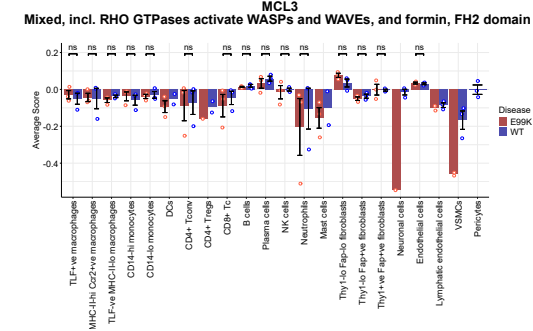 MCL3
Mixed, incl. RHO GTPases activate WASPs and WAVEs, and formin, FH2 domain
ns ns ns ns ns ns ns ns ns ns ns ns ns ns ns
Average Score
0.2
0.0
-0.2
-0.4
Disease
E99K
WT
TLF+ve macrophages
MHC-II-hi Ccr2+ve macrophages
TLF-ve MHC-II-lo macrophages
CD14-hi monocytes
CD14-lo monocytes
DCs
CD4+ Tconv
CD4+ Tregs
CD8+ Tc
B cells
Plasma cells
NK cells
Neutrophils
Mast cells
Thy1-lo Fap-lo fibroblasts
Thy1-lo Fap+ve fibroblasts
Thy1+ve Fap+ve fibroblasts
Neuronal cells
Endothelial cells
Lymphatic endothelial cells
VSMCs
Pericytes